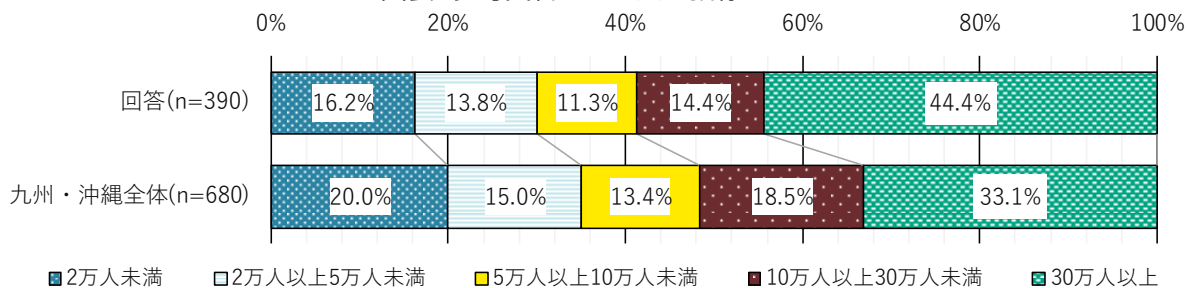 0% 20% 40% 60% 80% 100%
回答(n=390) 16.2% 13.8% 11.3% 14.4% 44.4%
九州・沖縄全体(n=680) 20.0% 15.0% 13.4% 18.5% 33.1%
2万人未満 2万人以上5万人未満 5万人以上10万人未満 10万人以上30万人未満 30万人以上